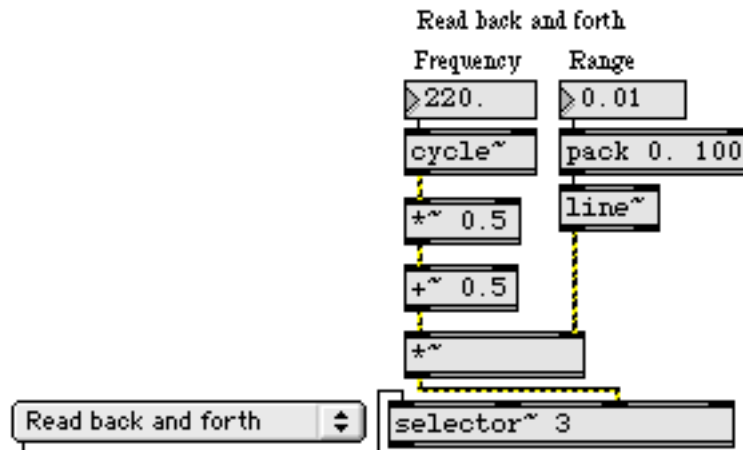 Read back and forth
Frequency Range
220. 0.01
cycle~ pack 0. 100
*~ 0.5 line~
+~ 0.5
*~
Read back and forth selector~ 3